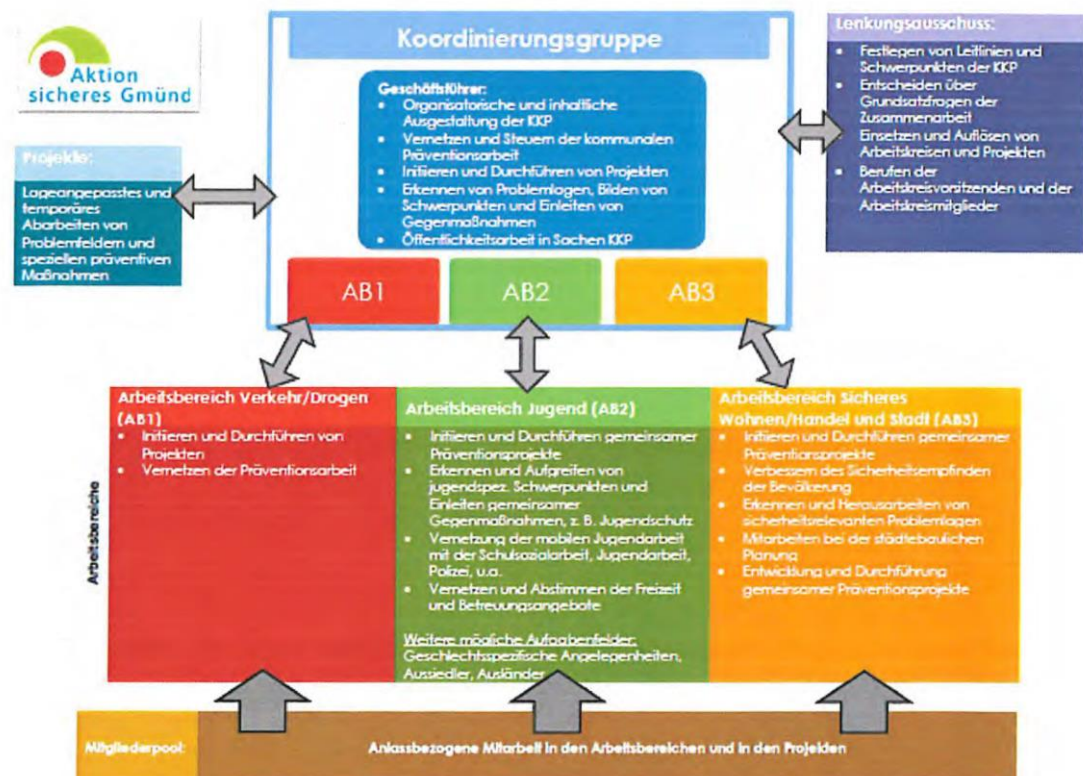 Aktion
sicheres Gmünd
Projekte:
Lageangepasstes und
temporäres
Abarbeiten von
Problemfeldern und
speziellen präventiven
Maßnahmen
Koordinierungsgruppe
Geschäftsführer:
• Organisatorische und inhaltliche
Ausgestaltung der KKP
• Vernetzen und Steuern der kommunalen
Präventionsarbeit
• Initiieren und Durchführen von Projekten
• Erkennen von Problemlagen, Bilden von
Schwerpunkten und Einleiten von
Gegenmaßnahmen
• Öffentlichkeitsarbeit in Sachen KKP
AB1
AB2
AB3
Lenkungsausschuss:
• Festlegen von Leitlinien und
Schwerpunkten der KKP
• Entscheiden über
Grundsatzfragen der
Zusammenarbeit
• Einsetzen und Auflösen von
Arbeitskreisen und Projekten
• Berufen der
Arbeitskreisvorsitzenden und der
Arbeitskreismitglieder
Arbeitsbereiche
Arbeitsbereich Verkehr/Drogen
(AB1)
• Initiieren und Durchführen von
Projekten
• Vernetzen der Präventionsarbeit
Arbeitsbereich Jugend (AB2)
• Initiieren und Durchführen gemeinsamer
Präventionsprojekte
• Erkennen und Aufgreifen von
jugendspez. Schwerpunkten und
Einleiten gemeinsamer
Gegenmaßnahmen, z. B. Jugendschutz
• Vernetzung der mobilen Jugendarbeit
mit der Schulsozialarbeit, Jugendarbeit,
Polizei, u.a.
• Vernetzen und Abstimmen der Freizeit
und Betreuungsangebote
Weitere mögliche Aufgabenfelder:
Geschlechtsspezifische Angelegenheiten,
Aussiedler, Ausländer
Arbeitsbereich Sicheres
Wohnen/Handel und Stadt (AB3)
• Initiieren und Durchführen gemeinsamer
Präventionsprojekte
• Verbessern des Sicherheitsempfinden
der Bevölkerung
• Erkennen und Herausarbeiten von
sicherheitsrelevanten Problemlagen
• Mitarbeiten bei der städtebaulichen
Planung
• Entwicklung und Durchführung
gemeinsamer Präventionsprojekte
Mitgliederpool:
Anlassbezogene Mitarbeit in den Arbeitsbereichen und in den Projekten